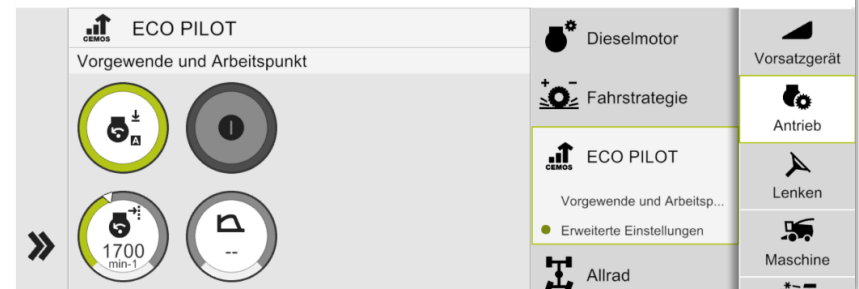 CEMOS
ECO PILOT
Vorgewende und Arbeitspunkt
A
1700
min-1
--
Dieselmotor
Fahrstrategie
CEMOS
ECO PILOT
Vorgewende und Arbeitsp...
Erweiterte Einstellungen
Allrad
Vorsatzgerät
Antrieb
Lenken
Maschine